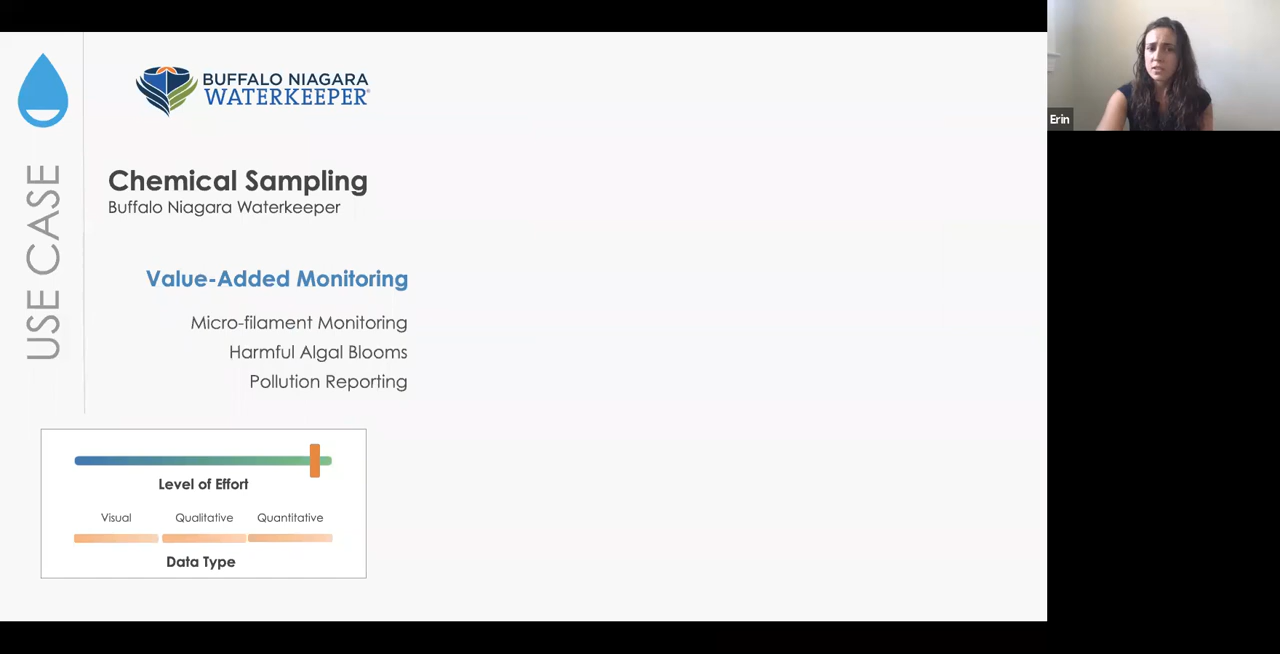 USE CASE
BUFFALO NIAGARA
WATERKEEPER®
Chemical Sampling
Buffalo Niagara Waterkeeper
Value-Added Monitoring
Micro-filament Monitoring
Harmful Algal Blooms
Pollution Reporting
Level of Effort
Visual Qualitative Quantitative
Data Type
Erin